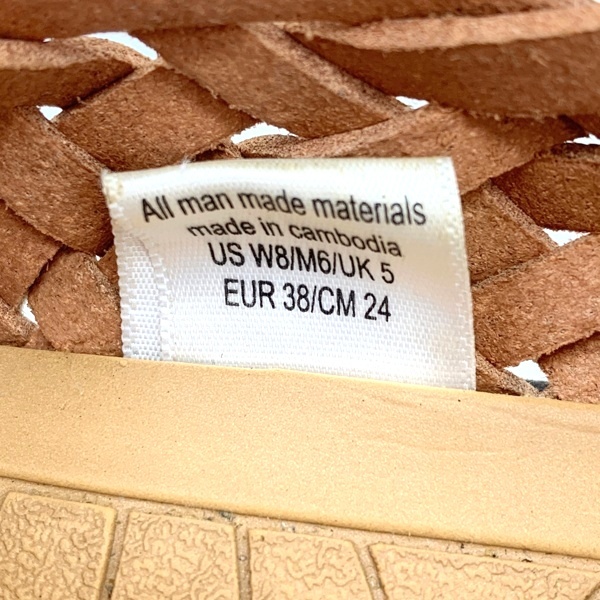 All man made materials
made in cambodia
US W8/M6/UK 5
EUR 38/CM 24